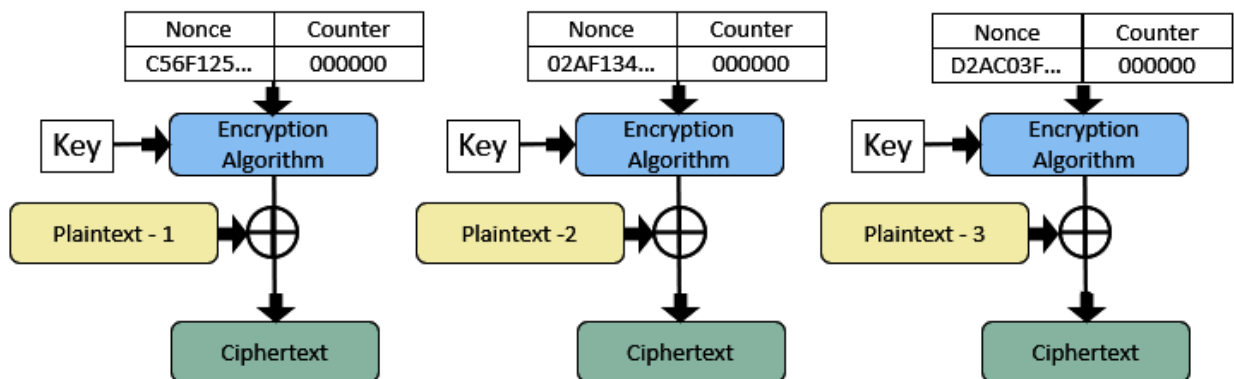 Nonce Counter
C56F125... 000000
Key
Encryption
Algorithm
Plaintext - 1
Ciphertext
Nonce Counter
02AF134... 000000
Key
Encryption
Algorithm
Plaintext -2
Ciphertext
Nonce Counter
D2AC03F... 000000
Key
Encryption
Algorithm
Plaintext - 3
Ciphertext